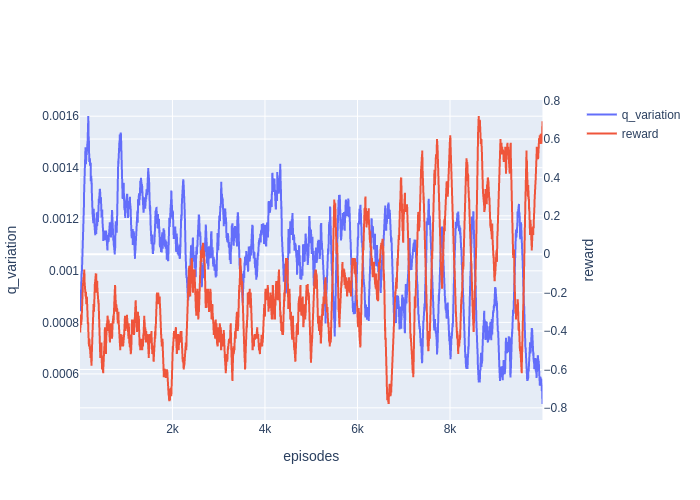 q_variation
reward
0.0016
0.0014
0.0012
0.001
0.0008
0.0006
q_variation
0.8
0.6
0.4
0.2
0
−0.2
−0.4
−0.6
−0.8
reward
2k
4k
6k
8k
episodes